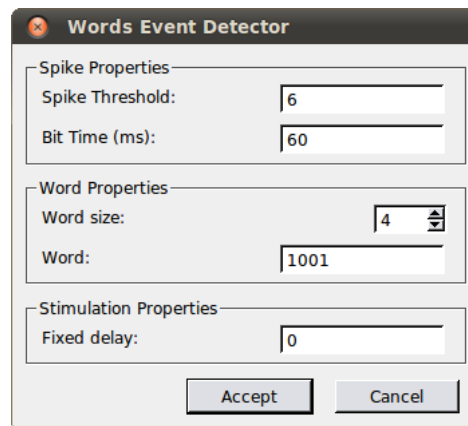 Words Event Detector
Spike Properties
Spike Threshold: 6
Bit Time (ms): 60
Word Properties
Word size: 4
Word: 1001
Stimulation Properties
Fixed delay: 0
Accept Cancel